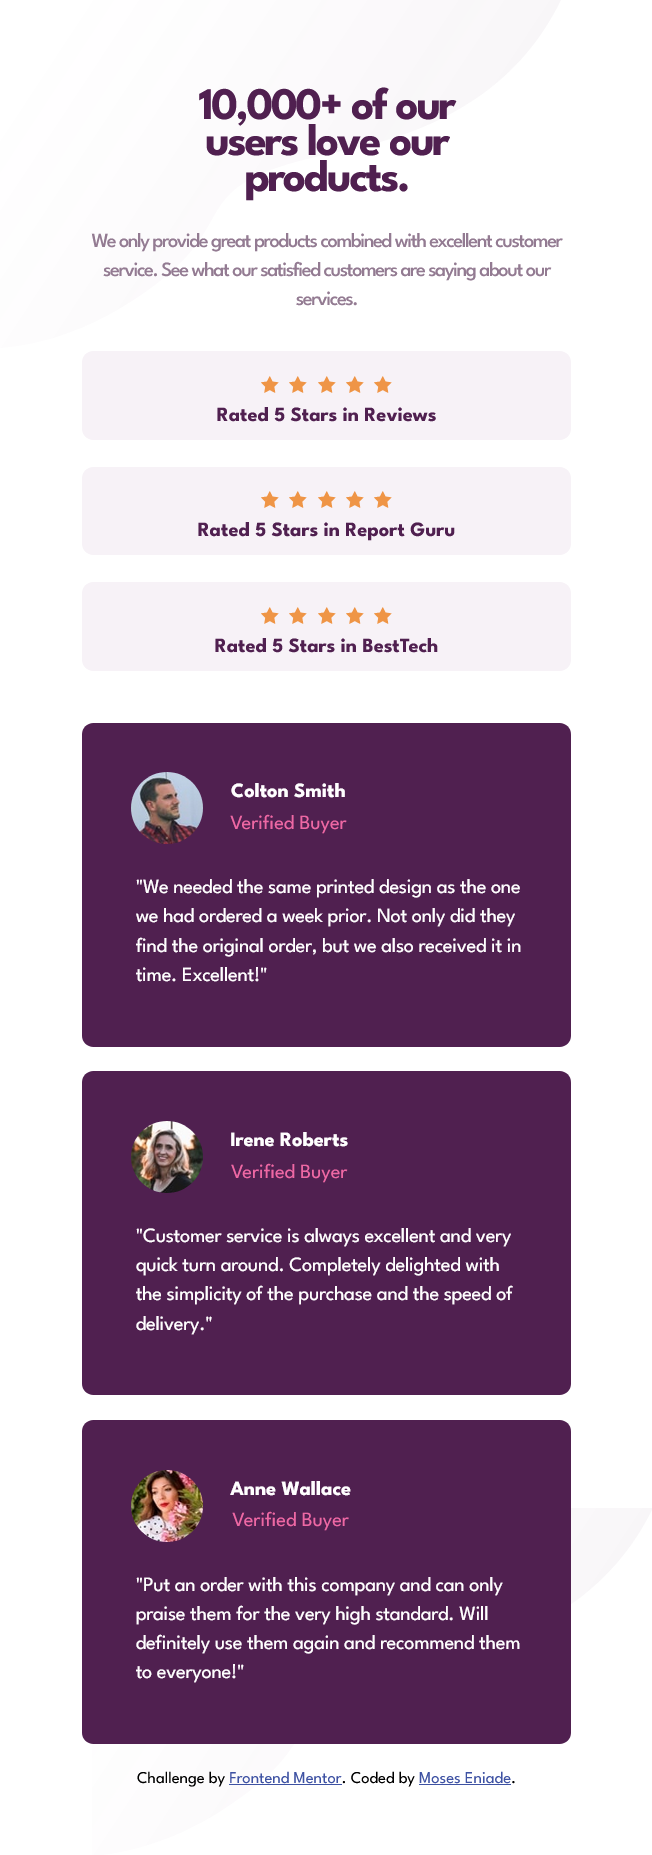 10,000+ of our
users love our
products.
We only provide great products combined with excellent customer
service. See what our satisfied customers are saying about our
services.
Rated 5 Stars in Reviews
Rated 5 Stars in Report Guru
Rated 5 Stars in BestTech
Colton Smith
Verified Buyer
"We needed the same printed design as the one
we had ordered a week prior. Not only did they
find the original order, but we also received it in
time. Excellent!"
Irene Roberts
Verified Buyer
"Customer service is always excellent and very
quick turn around. Completely delighted with
the simplicity of the purchase and the speed of
delivery."
Anne Wallace
Verified Buyer
"Put an order with this company and can only
praise them for the very high standard. Will
definitely use them again and recommend them
to everyone!"
Challenge by Frontend Mentor. Coded by Moses Eniade.